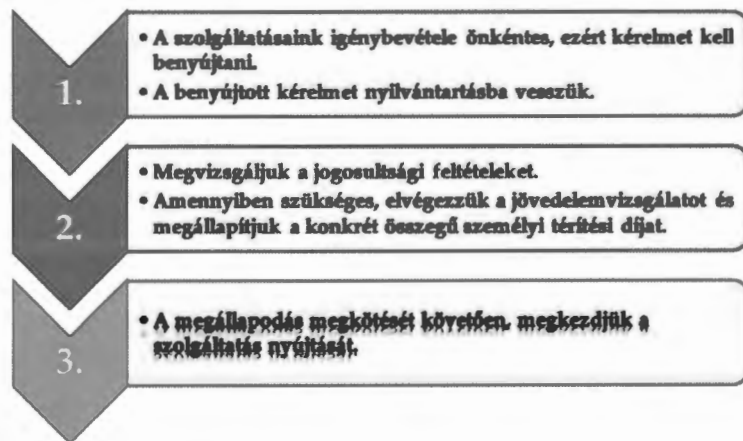 1.
• A szolgáltatásaink igénybevétele önkéntes, ezért kérelmet kell
benyújtani.
• A benyújtott kérelmet nyilvántartásba vesszük.
2.
• Megvizsgáljuk a jogosultsági feltételeket.
• Amennyiben szükséges, elvégezzük a jövedelemvizsgálatot és
megállapítjuk a konkrét összegű személyi térítési díjat.
3.
• A megállapodás megkötését követően, megkezdjük a
szolgáltatás nyújtását.